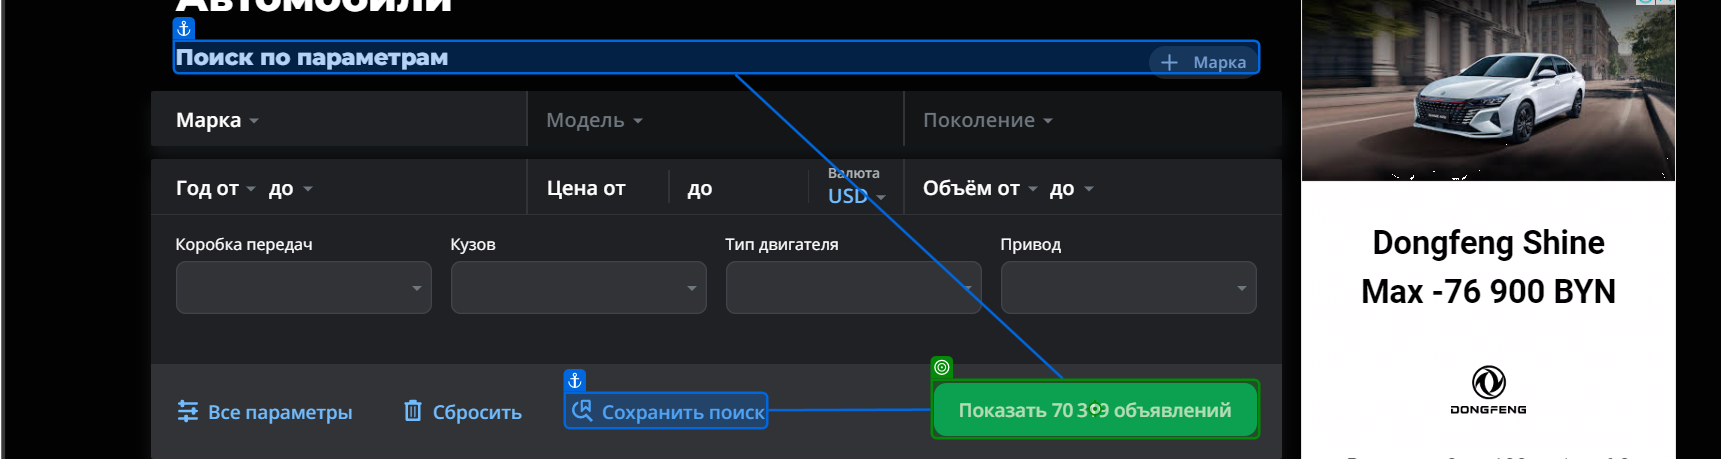 Автомобили
Поиск по параметрам
Марка
Марка
Модель
Поколение
Год от
до
Цена от
до
Валюта
USD
Объём от
до
Коробка передач
Кузов
Тип двигателя
Привод
Все параметры
Сбросить
Сохранить поиск
Показать 70 3 9 объявлений
Dongfeng Shine
Max -76 900 BYN
DONGFENG